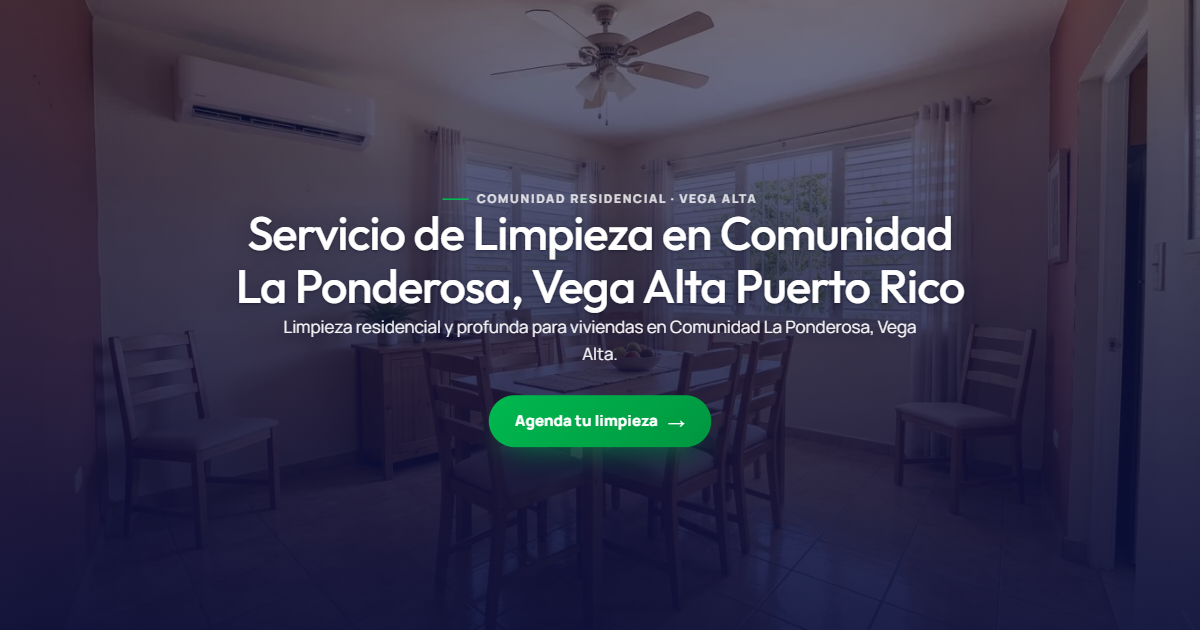 COMUNIDAD RESIDENCIAL · VEGA ALTA
Servicio de Limpieza en Comunidad
La Ponderosa, Vega Alta Puerto Rico
Limpieza residencial y profunda para viviendas en Comunidad La Ponderosa, Vega
Alta.
Agenda tu limpieza →